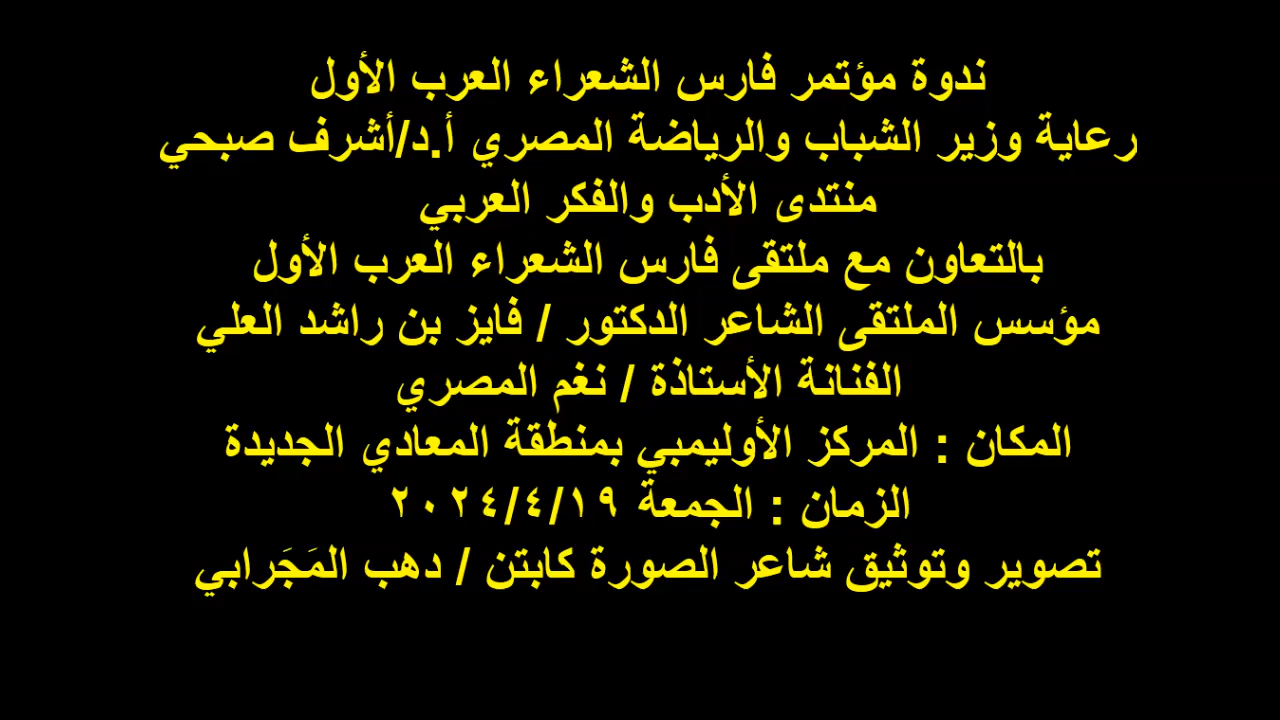 ندوة مؤتمر فارس الشعراء العرب الأول
رعاية وزير الشباب والرياضة المصري أ.د/أشرف صبحي
منتدى الأدب والفكر العربي
بالتعاون مع ملتقى فارس الشعراء العرب الأول
مؤسس الملتقى الشاعر الدكتور / فايز بن راشد العلي
الفنانة الأستاذة / نغم المصري
المكان : المركز الأوليمبي بمنطقة المعادي الجديدة
الزمان : الجمعة ٢٠٢٤/٤/١٩
تصوير وتوثيق شاعر الصورة كابتن / دهب المَجَرابي